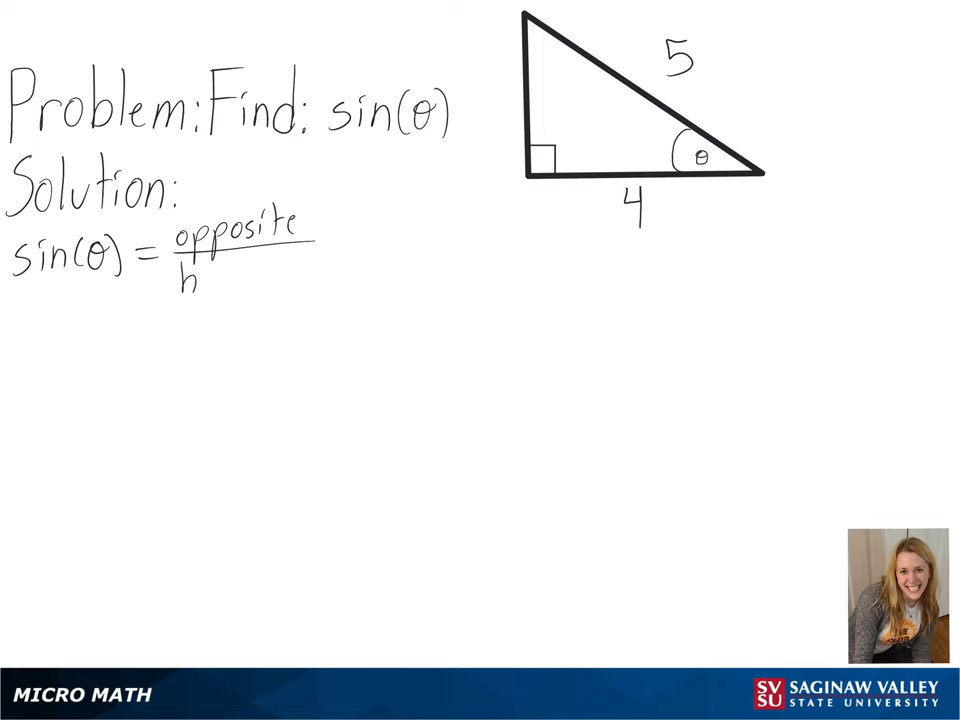 Problem: Find: sin(θ)
Solution:
sin(θ) = opposite
h
5
θ
4
MICRO MATH
SV
SU
SAGINAW VALLEY
STATE UNIVERSITY